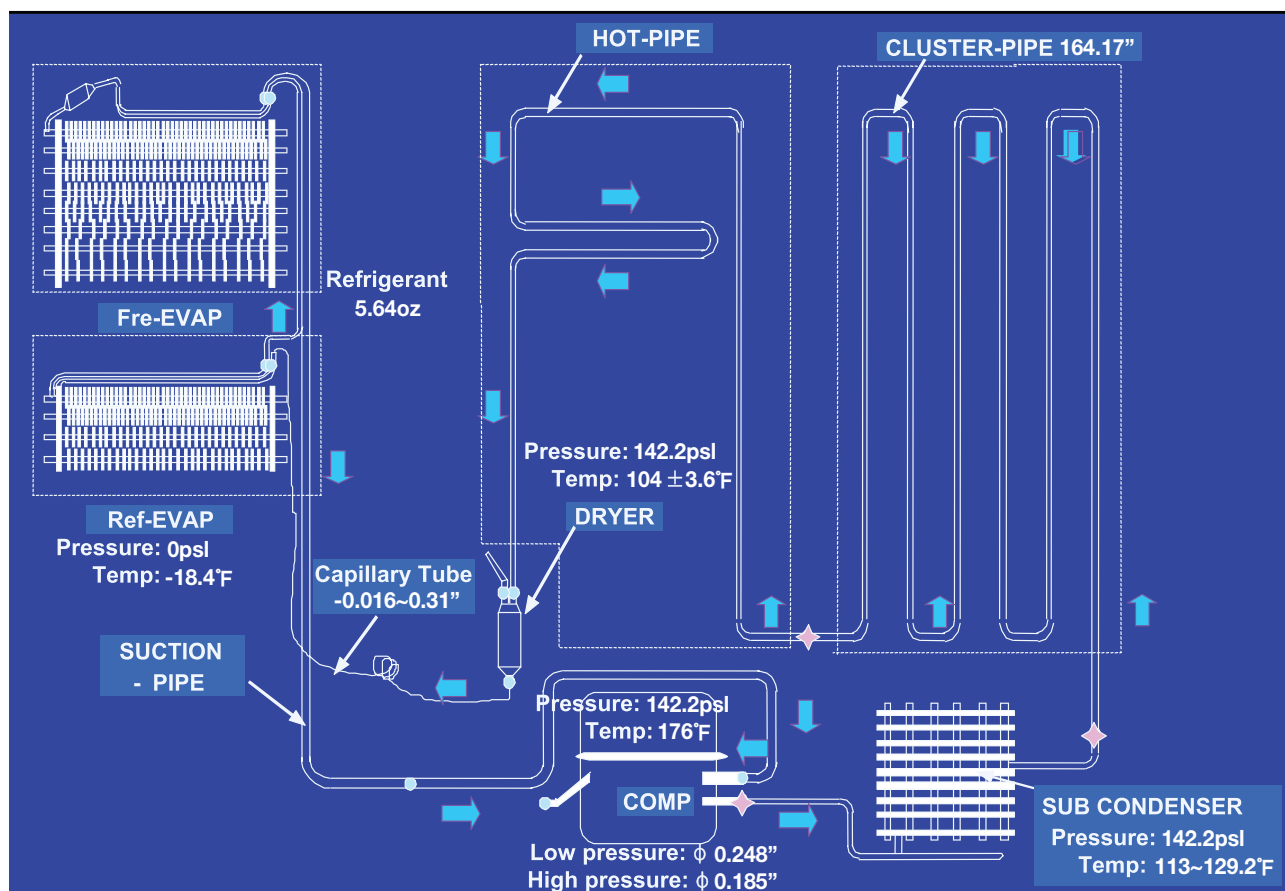 HOT-PIPE
CLUSTER-PIPE 164.17”
Refrigerant
5.64oz
Fre-EVAP
Pressure: 142.2psl
Temp: 104 ±3.6°F
DRYER
Ref-EVAP
Pressure: 0psl
Temp: -18.4°F
Capillary Tube
-0.016~0.31”
SUCTION
- PIPE
Pressure: 142.2psl
Temp: 176°F
COMP
SUB CONDENSER
Pressure: 142.2psl
Temp: 113~129.2°F
Low pressure: ϕ 0.248”
High pressure: ϕ 0.185”